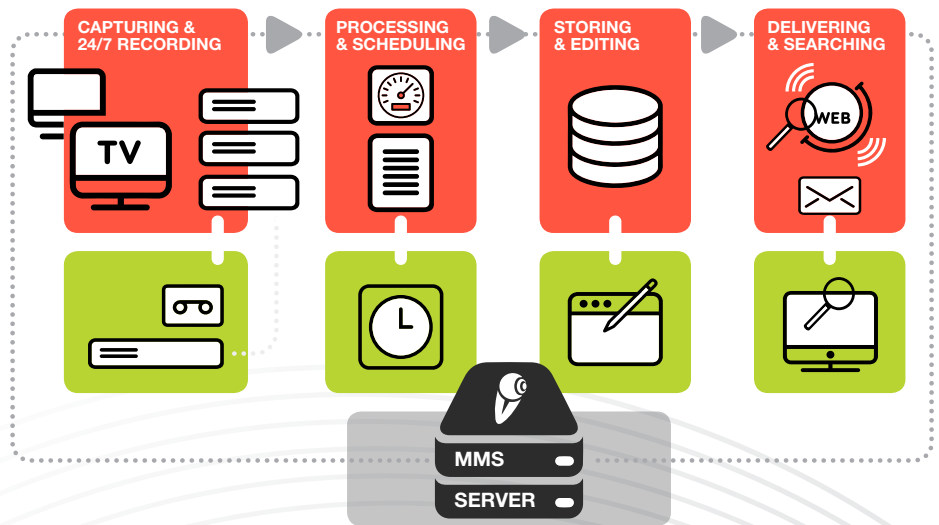 CAPTURING &
24/7 RECORDING
PROCESSING
& SCHEDULING
STORING
& EDITING
DELIVERING
& SEARCHING
TV
WEB
MMS
SERVER